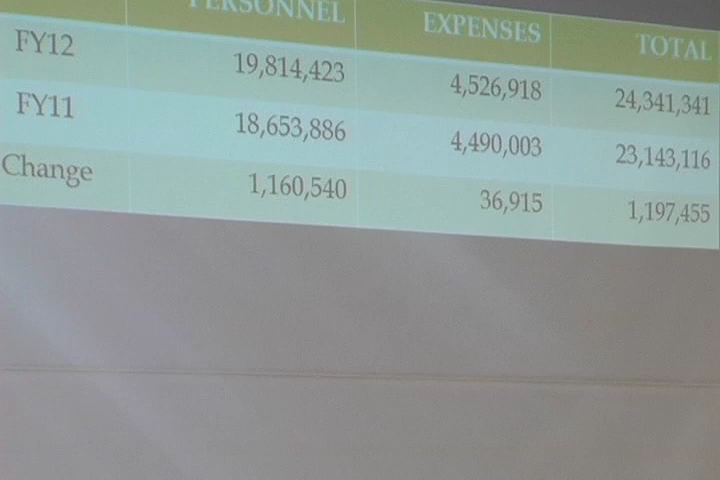 PERSONNEL EXPENSES TOTAL
FY12 19,814,423 4,526,918 24,341,341
FY11 18,653,886 4,490,003 23,143,116
Change 1,160,540 36,915 1,197,455